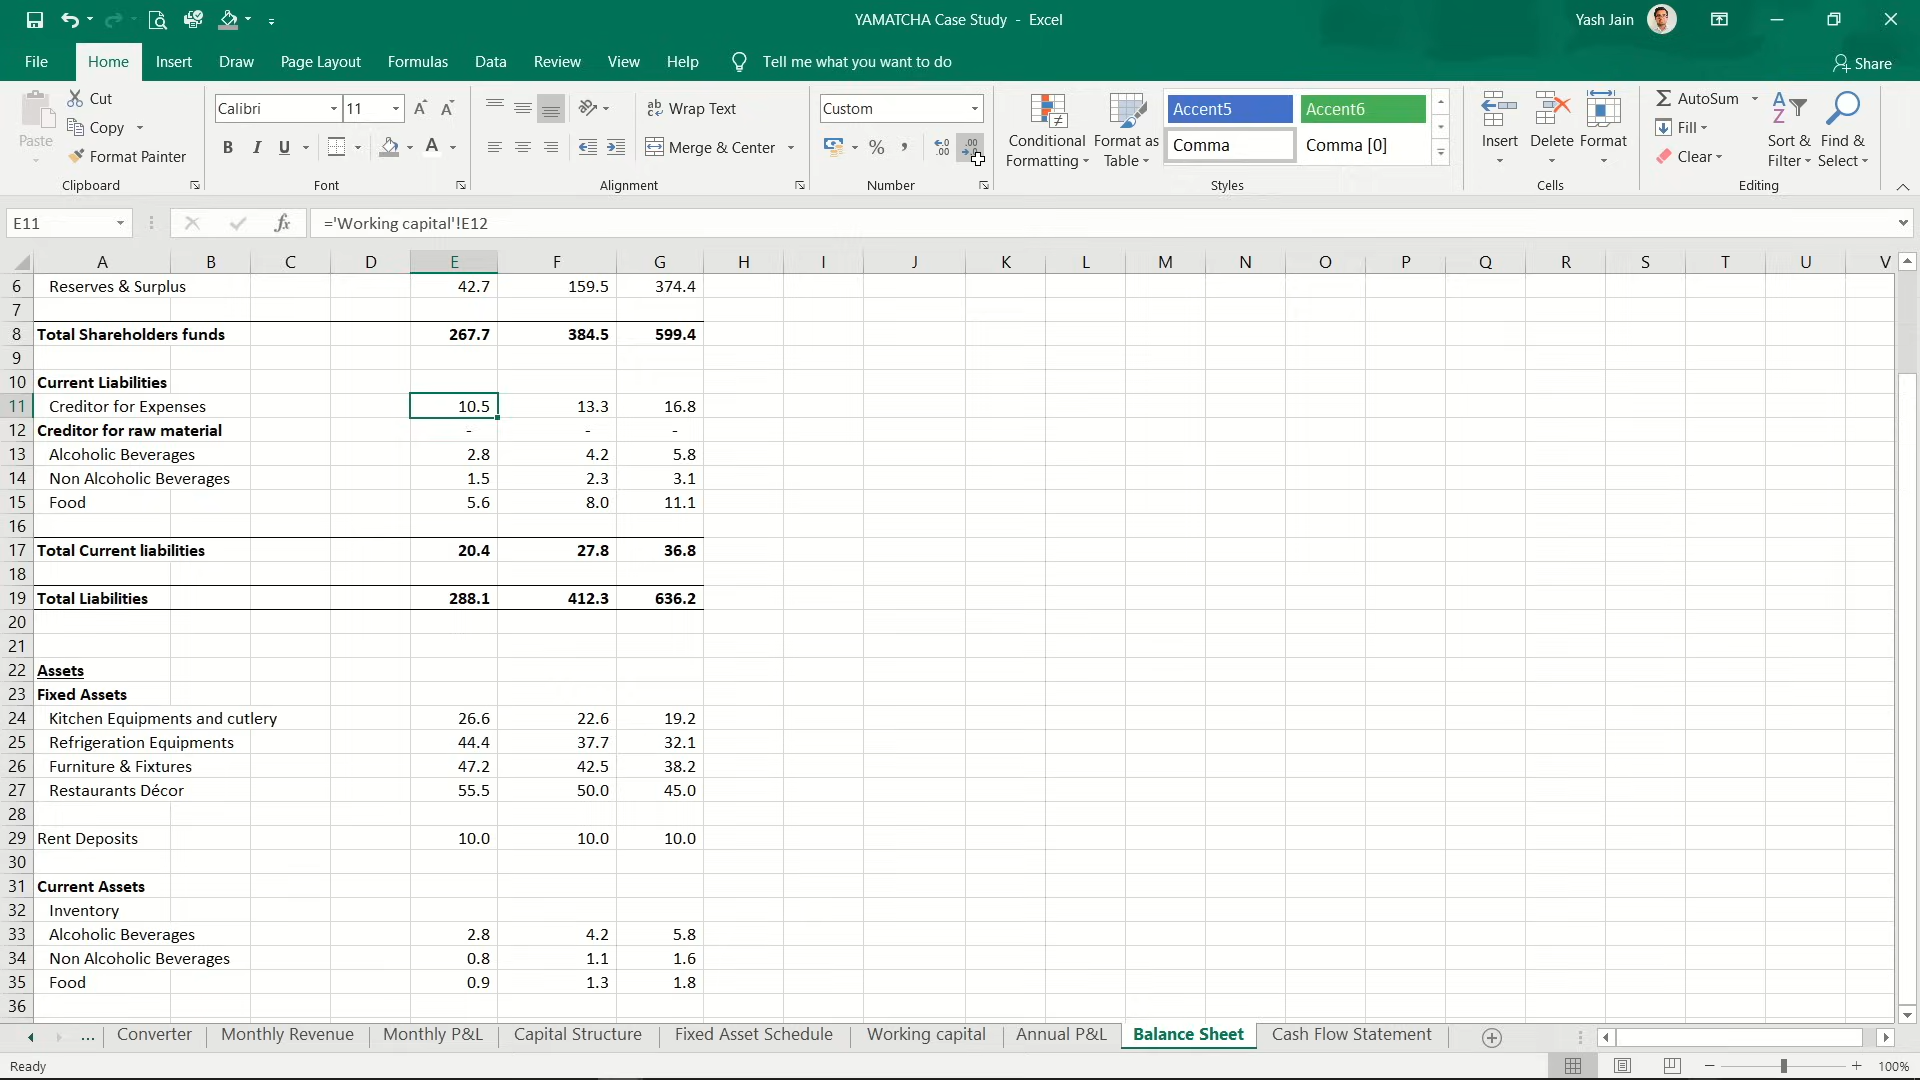 YAMATCHA Case Study - Excel
Yash Jain
File Home Insert Draw Page Layout Formulas Data Review View Help Tell me what you want to do Share
Paste
Cut
Copy
Format Painter
Clipboard
Calibri 11
B I U A
Font
Wrap Text
Merge & Center
Alignment
Custom
% ,
Number
Conditional Formatting
Format as Table
Accent5 Accent6
Comma Comma [0]
Styles
Insert Delete Format
Cells
AutoSum
Fill
Clear
Sort & Filter
Find & Select
Editing
E11 fx ='Working capital'!E12
A B C D E F G H I J K L M N O P Q R S T U V
6 Reserves & Surplus 42.7 159.5 374.4
7
8 Total Shareholders funds 267.7 384.5 599.4
9
10 Current Liabilities
11 Creditor for Expenses 10.5 13.3 16.8
12 Creditor for raw material - - -
13 Alcoholic Beverages 2.8 4.2 5.8
14 Non Alcoholic Beverages 1.5 2.3 3.1
15 Food 5.6 8.0 11.1
16
17 Total Current liabilities 20.4 27.8 36.8
18
19 Total Liabilities 288.1 412.3 636.2
20
21
22 Assets
23 Fixed Assets
24 Kitchen Equipments and cutlery 26.6 22.6 19.2
25 Refrigeration Equipments 44.4 37.7 32.1
26 Furniture & Fixtures 47.2 42.5 38.2
27 Restaurants Décor 55.5 50.0 45.0
28
29 Rent Deposits 10.0 10.0 10.0
30
31 Current Assets
32 Inventory
33 Alcoholic Beverages 2.8 4.2 5.8
34 Non Alcoholic Beverages 0.8 1.1 1.6
35 Food 0.9 1.3 1.8
36
... Converter Monthly Revenue Monthly P&L Capital Structure Fixed Asset Schedule Working capital Annual P&L Balance Sheet Cash Flow Statement
Ready 100%